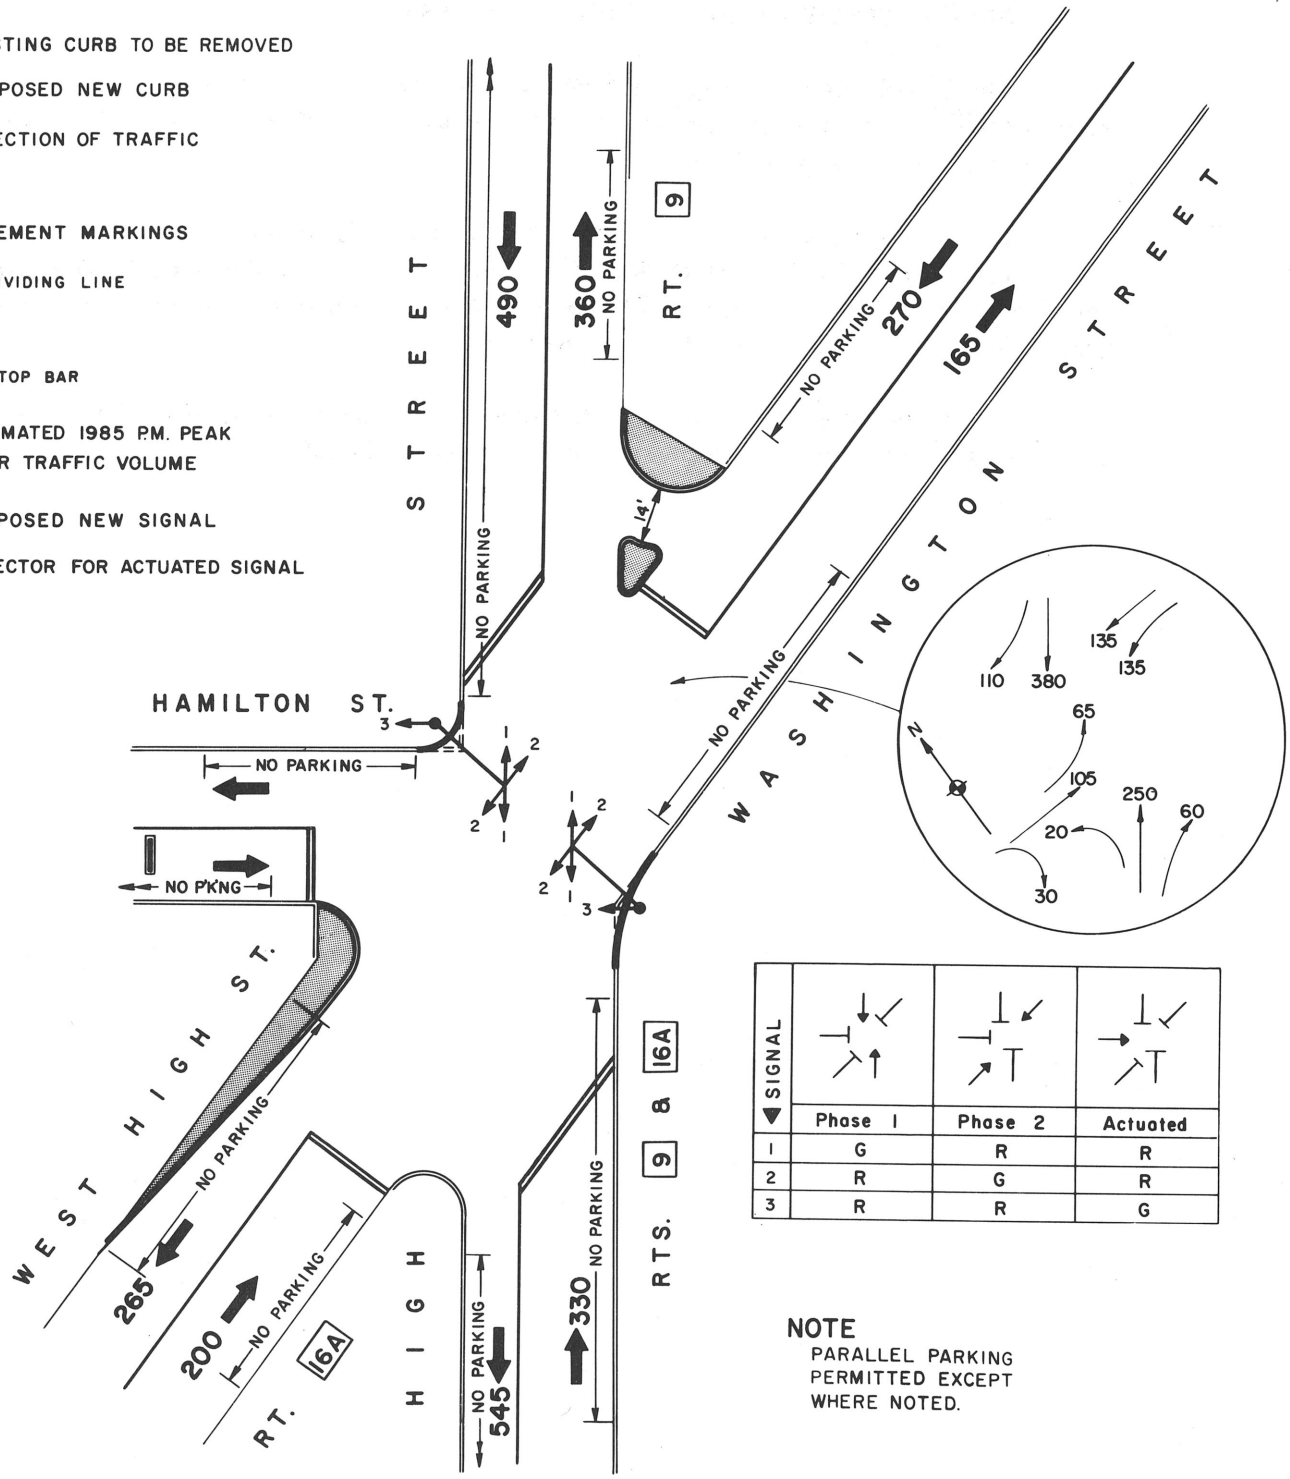 STING CURB TO BE REMOVED
POSED NEW CURB
ECTION OF TRAFFIC
EMENT MARKINGS
VIDING LINE
TOP BAR
MATED 1985 P.M. PEAK
R TRAFFIC VOLUME
POSED NEW SIGNAL
ECTOR FOR ACTUATED SIGNAL
STREET
490
360
NO PARKING
NO PARKING
RT. 9
NO PARKING
270
165
WASHINGTON STREET
14'
NO PARKING
HAMILTON ST.
NO PARKING
3
1
2
2
1
1
2
2
1
3
NO P'K'NG
110
380
135
135
65
105
20
250
60
30
N
WEST HIGH ST.
NO PARKING
265
200
NO PARKING
RT. 16A
HIGH
NO PARKING
545
330
NO PARKING
RTS. 9 & 16A
SIGNAL
Phase 1 Phase 2 Actuated
1 G R R
2 R G R
3 R R G
NOTE
PARALLEL PARKING
PERMITTED EXCEPT
WHERE NOTED.